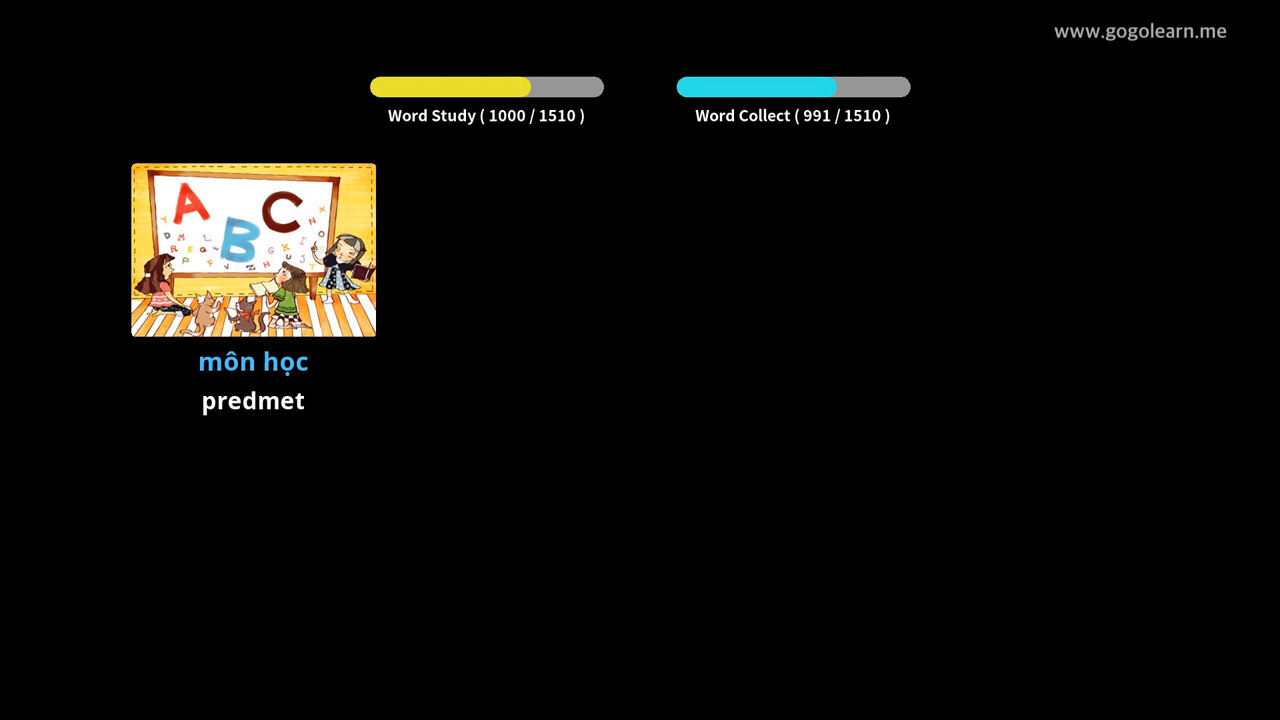 www.gogolearn.me
Word Study ( 1000 / 1510 )
Word Collect ( 991 / 1510 )
A
B
C
môn học
predmet